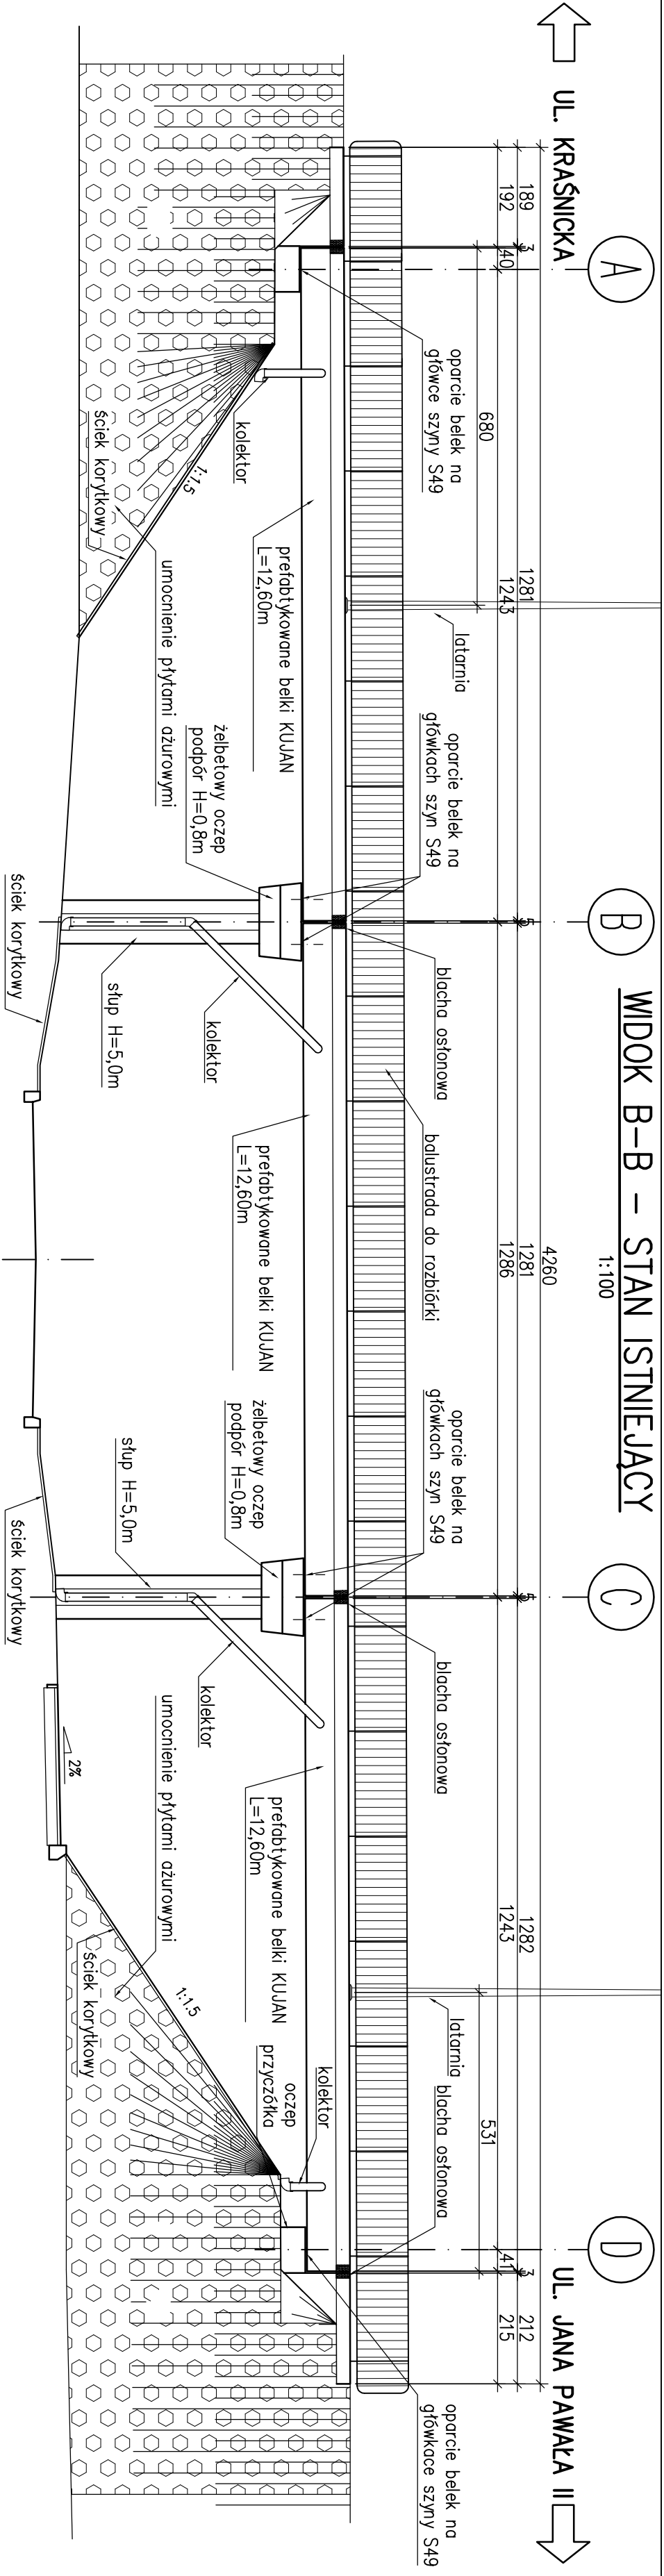 WIDOK B-B - STAN ISTNIEJĄCY
1:100
UL. KRAŚNICKA
UL. JANA PAWAŁA II
A
B
C
D
4260
189
3
1281
5
1281
5
1282
3
212
192
40
1243
1286
1243
41
215
680
531
oparcie belek na
główce szyny S49
latarnia
oparcie belek na
główkach szyn S49
blacha osłonowa
balustrada do rozbiórki
oparcie belek na
główkach szyn S49
blacha osłonowa
latarnia
blacha osłonowa
oparcie belek na
główkace szyny S49
kolektor
prefabtykowane belki KUJAN
L=12,60m
żelbetowy oczep
podpór H=0,8m
kolektor
prefabtykowane belki KUJAN
L=12,60m
żelbetowy oczep
podpór H=0,8m
kolektor
prefabtykowane belki KUJAN
L=12,60m
kolektor
oczep
przyczółka
1:1.5
ściek korytkowy
umocnienie płytami ażurowymi
słup H=5,0m
ściek korytkowy
słup H=5,0m
ściek korytkowy
2%
umocnienie płytami ażurowymi
1:1.5
ściek korytkowy